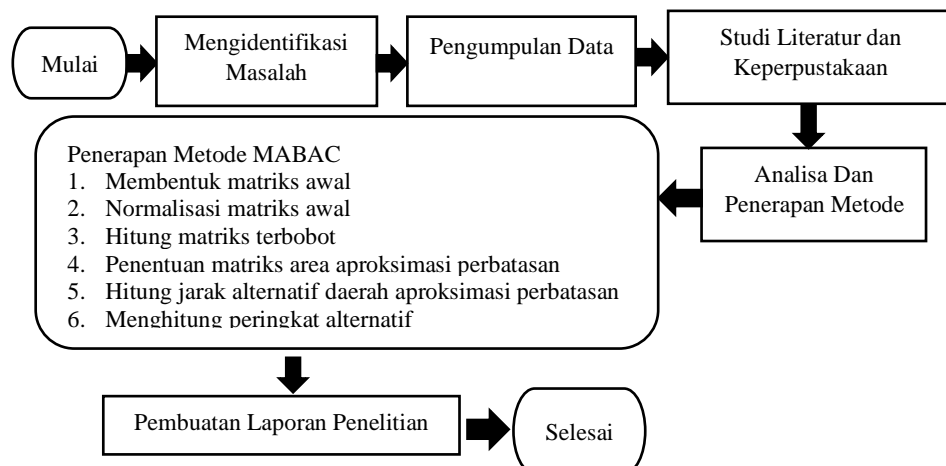 Mulai
Mengidentifikasi
Masalah
Pengumpulan Data
Studi Literatur dan
Keperpustakaan
Analisa Dan
Penerapan Metode
Penerapan Metode MABAC
1. Membentuk matriks awal
2. Normalisasi matriks awal
3. Hitung matriks terbobot
4. Penentuan matriks area aproksimasi perbatasan
5. Hitung jarak alternatif daerah aproksimasi perbatasan
6. Menghitung peringkat alternatif
Pembuatan Laporan Penelitian
Selesai